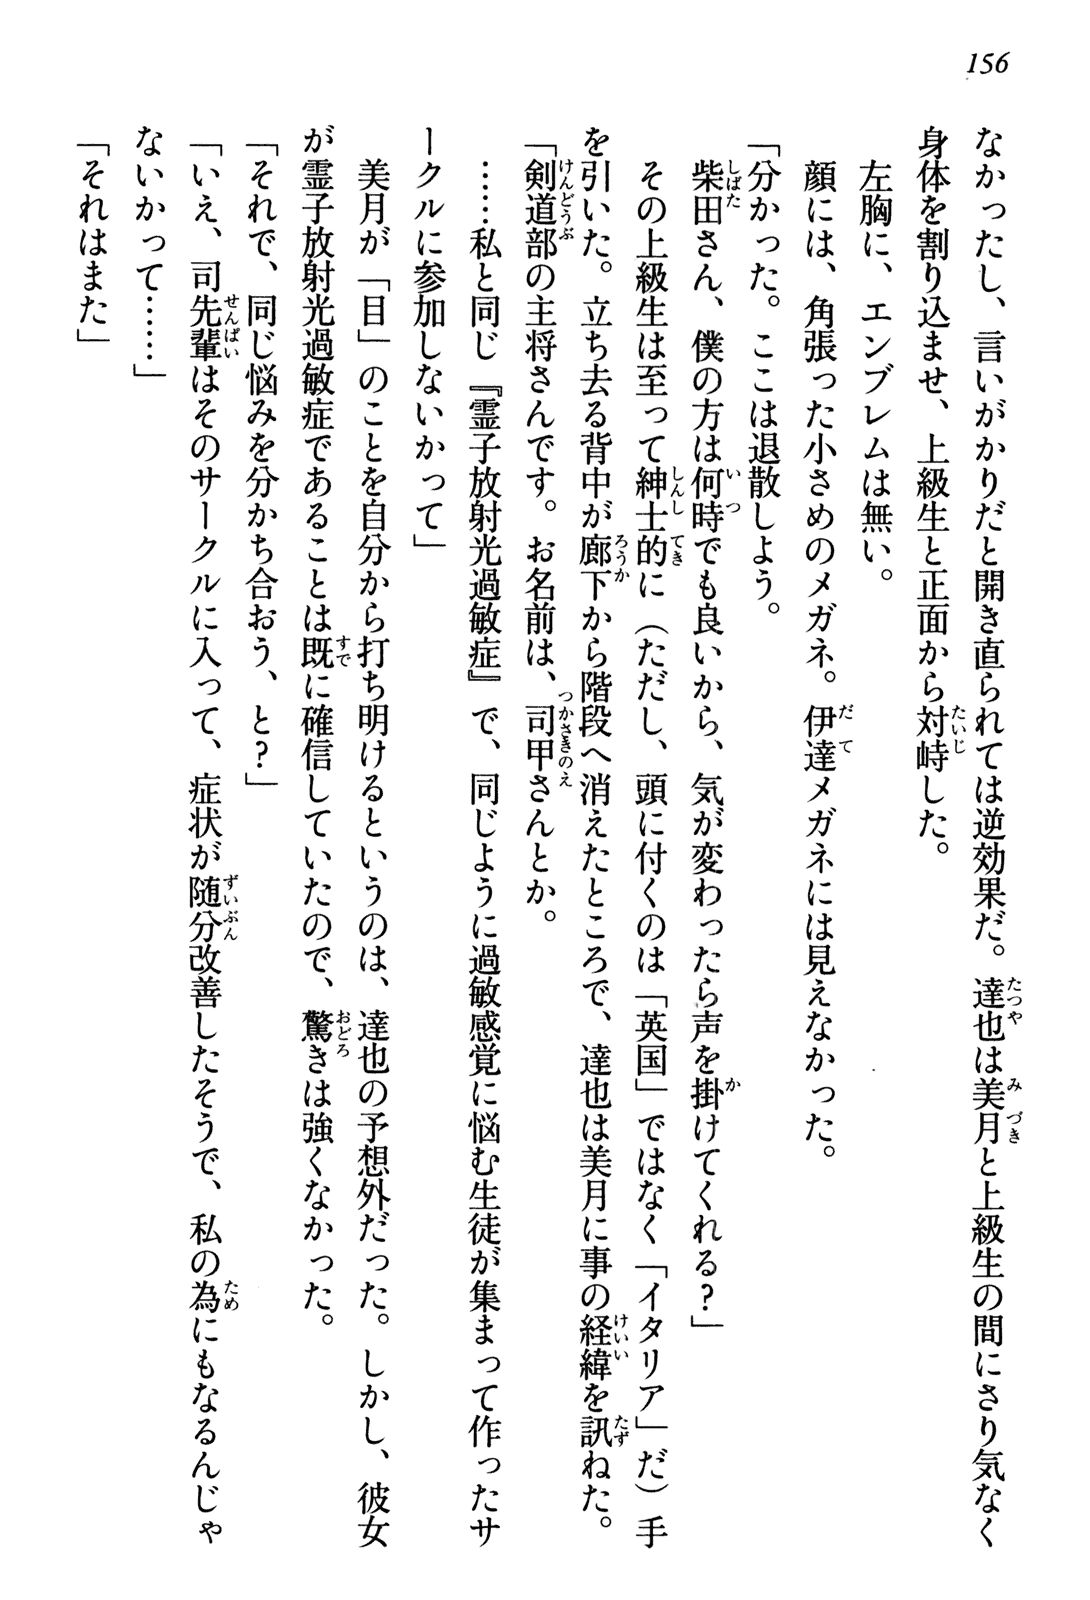 156
なかったし、言いがかりだと開き直られては逆効果だ。達也は美月と上級生の間にさり気なく
身体を割り込ませ、上級生と正面から対峙した。
左胸に、エンブレムは無い。
顔には、角張った小さめのメガネ。伊達メガネには見えなかった。
「分かった。ここは退散しよう。
柴田さん、僕の方は何時でも良いから、気が変わったら声を掛けてくれる?」
その上級生は至って紳士的に（ただし、頭に付くのは「英国」ではなく「イタリア」だ）手
を引いた。立ち去る背中が廊下から階段へ消えたところで、達也は美月に事の経緯を訊ねた。
「剣道部の主将さんです。お名前は、司甲さんとか。
……私と同じ『霊子放射光過敏症』で、同じように過敏感覚に悩む生徒が集まって作ったサ
ークルに参加しないかって」
美月が「目」のことを自分から打ち明けるというのは、達也の予想外だった。しかし、彼女
が霊子放射光過敏症であることは既に確信していたので、驚きは強くなかった。
「それで、同じ悩みを分かち合おう、と?」
「いえ、司先輩はそのサークルに入って、症状が随分改善したそうで、私の為にもなるんじゃ
ないかって……」
「それはまた」